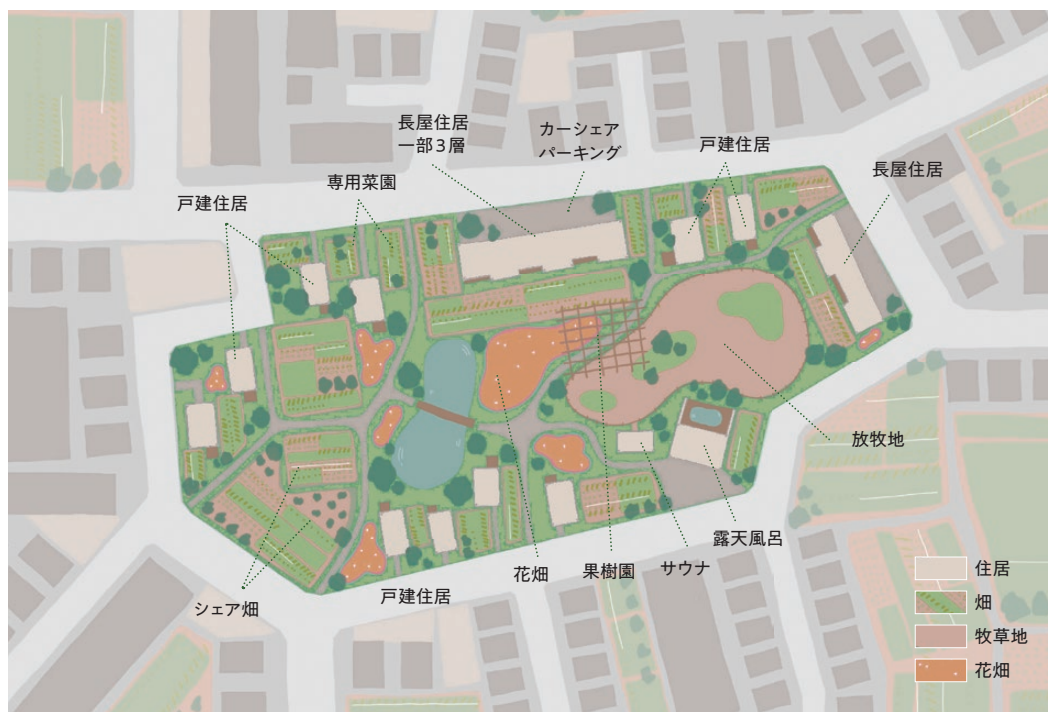 長屋住居
一部3層
カーシェア
パーキング
戸建住居
長屋住居
専用菜園
戸建住居
放牧地
露天風呂
サウナ
果樹園
花畑
戸建住居
シェア畑
住居
畑
牧草地
花畑